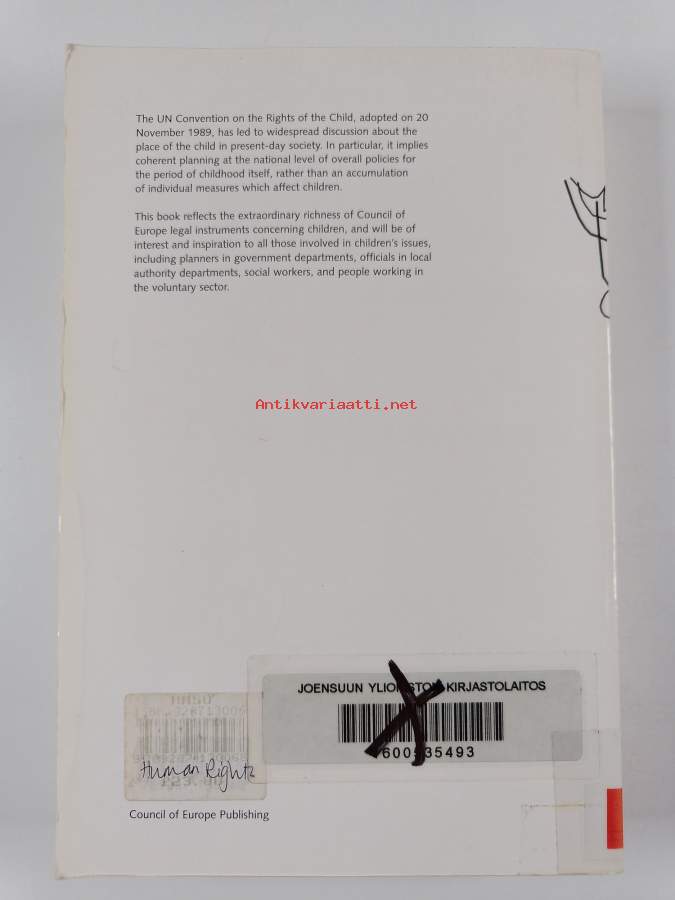 The UN Convention on the Rights of the Child, adopted on 20
November 1989, has led to widespread discussion about the
place of the child in present-day society. In particular, it implies
coherent planning at the national level of overall policies for
the period of childhood itself, rather than an accumulation
of individual measures which affect children.
This book reflects the extraordinary richness of Council of
Europe legal instruments concerning children, and will be of
interest and inspiration to all those involved in children's issues,
including planners in government departments, officials in local
authority departments, social workers, and people working in
the voluntary sector.
Antikvariaatti.net
JOENSUUN KIRJASTOLAITOS
HMSO
Human Rights
Council of Europe Publishing